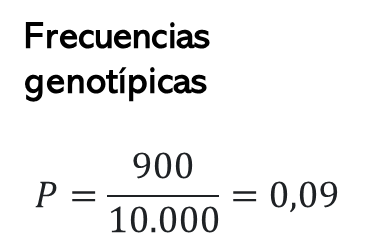 Frecuencias
genotípicas
P = 900/10.000 = 0,09